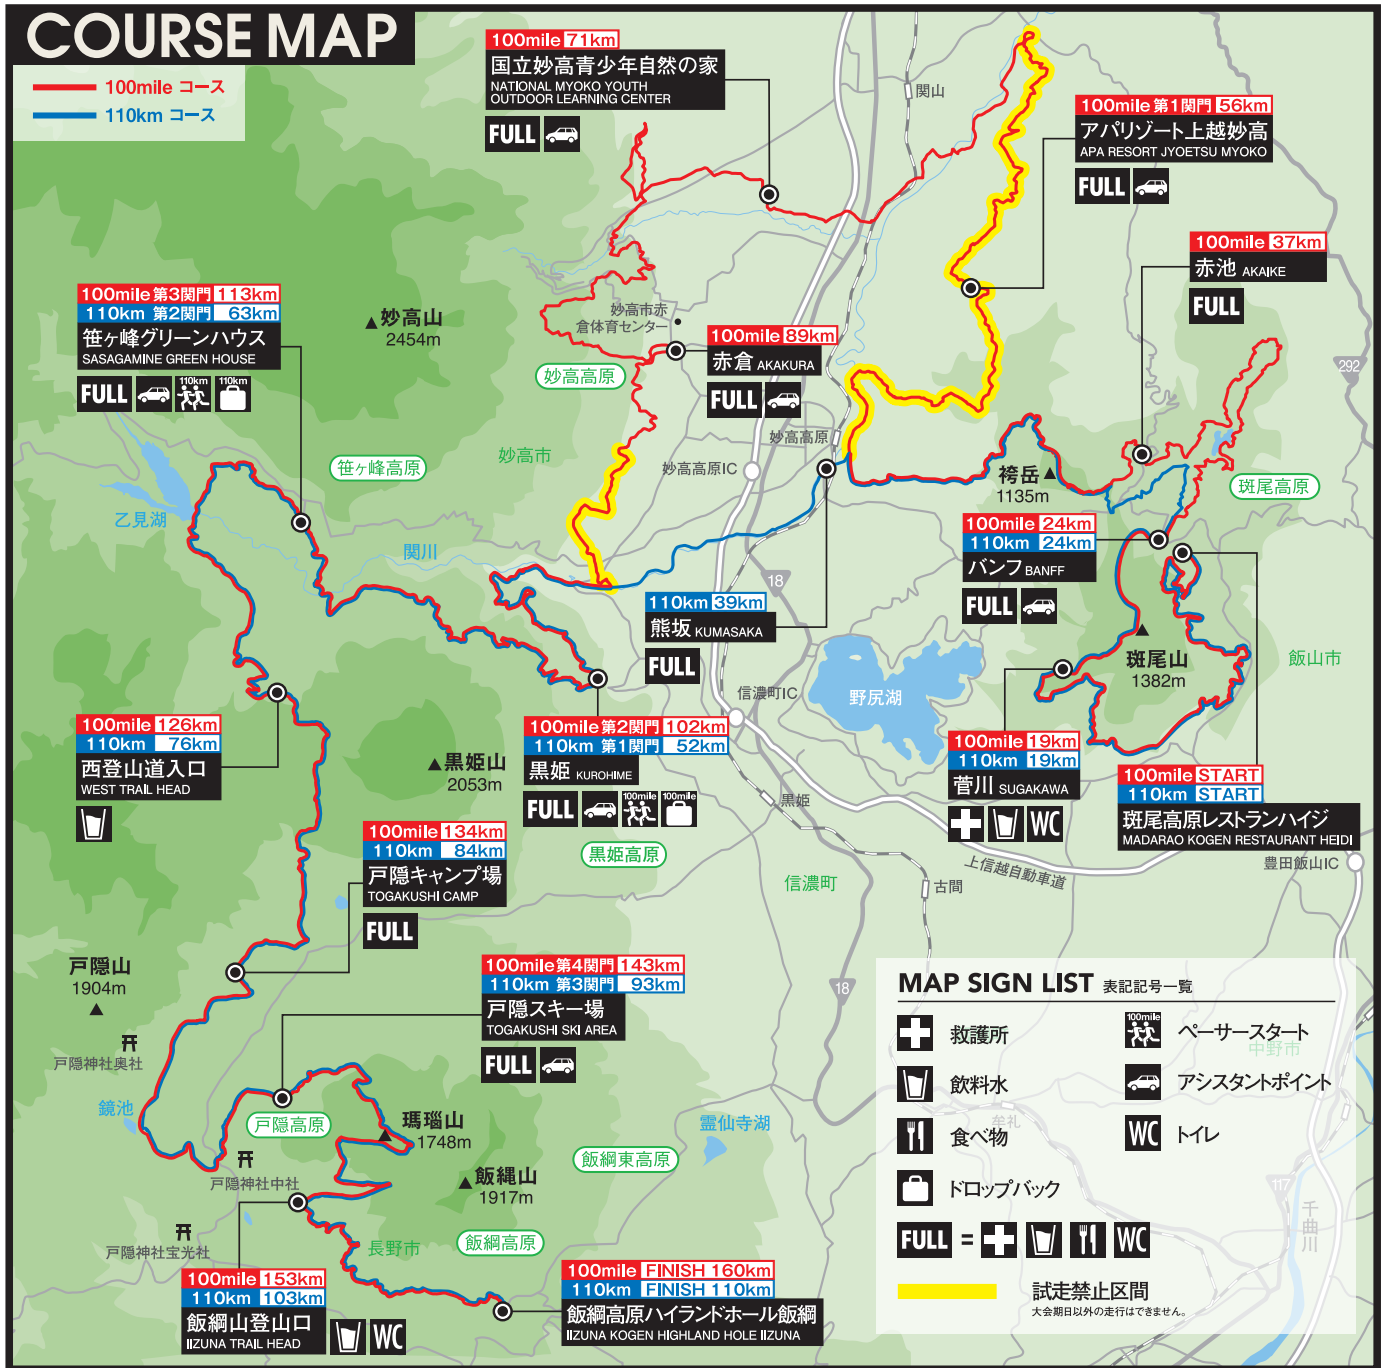 COURSE MAP
100mile コース
110km コース
100mile 71km
国立妙高青少年自然の家
NATIONAL MYOKO YOUTH
OUTDOOR LEARNING CENTER
FULL
関山
100mile 第1関門 56km
アパリゾート上越妙高
APA RESORT JYOETSU MYOKO
FULL
100mile 37km
赤池 AKAIKE
FULL
292
100mile 第3関門 113km
110km 第2関門 63km
笹ヶ峰グリーンハウス
SASAGAMINE GREEN HOUSE
FULL
110km
110km
妙高山
2454m
妙高市赤
倉体育センター
100mile 89km
赤倉 AKAKURA
FULL
妙高高原
妙高高原
妙高市
妙高高原IC
笹ヶ峰高原
袴岳
1135m
斑尾高原
乙見湖
関川
100mile 24km
110km 24km
バンフ BANFF
FULL
18
110km 39km
熊坂 KUMASAKA
FULL
斑尾山
1382m
飯山市
野尻湖
信濃町IC
100mile 126km
110km 76km
西登山道入口
WEST TRAIL HEAD
100mile 第2関門 102km
110km 第1関門 52km
黒姫 KUROHIME
FULL
100mile
100mile
黒姫山
2053m
100mile 19km
110km 19km
菅川 SUGAKAWA
WC
100mile START
110km START
斑尾高原レストランハイジ
MADARAO KOGEN RESTAURANT HEIDI
黒姫
黒姫高原
100mile 134km
110km 84km
戸隠キャンプ場
TOGAKUSHI CAMP
FULL
信濃町
古間
上信越自動車道
豊田飯山IC
戸隠山
1904m
100mile 第4関門 143km
110km 第3関門 93km
戸隠スキー場
TOGAKUSHI SKI AREA
FULL
18
戸隠神社奥社
鏡池
戸隠高原
瑪瑙山
1748m
霊仙寺湖
飯綱東高原
戸隠神社中社
飯縄山
1917m
戸隠神社宝光社
長野市
飯綱高原
100mile 153km
110km 103km
飯綱山登山口
IIZUNA TRAIL HEAD
WC
100mile FINISH 160km
110km FINISH 110km
飯綱高原ハイランドホール飯綱
IIZUNA KOGEN HIGHLAND HOLE IIZUNA
MAP SIGN LIST 表記記号一覧
救護所
100mile
ペーサースタート
中野市
飲料水
アシスタントポイント
食べ物
牟礼
WC トイレ
ドロップバック
117
千曲川
FULL = WC
試走禁止区間
大会期日以外の走行はできません。